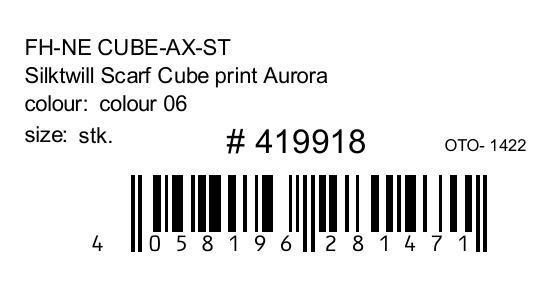 FH-NE CUBE-AX-ST
Silktwill Scarf Cube print Aurora
colour: colour 06
size: stk.
# 419918
OTO- 1422
4 058196 281471